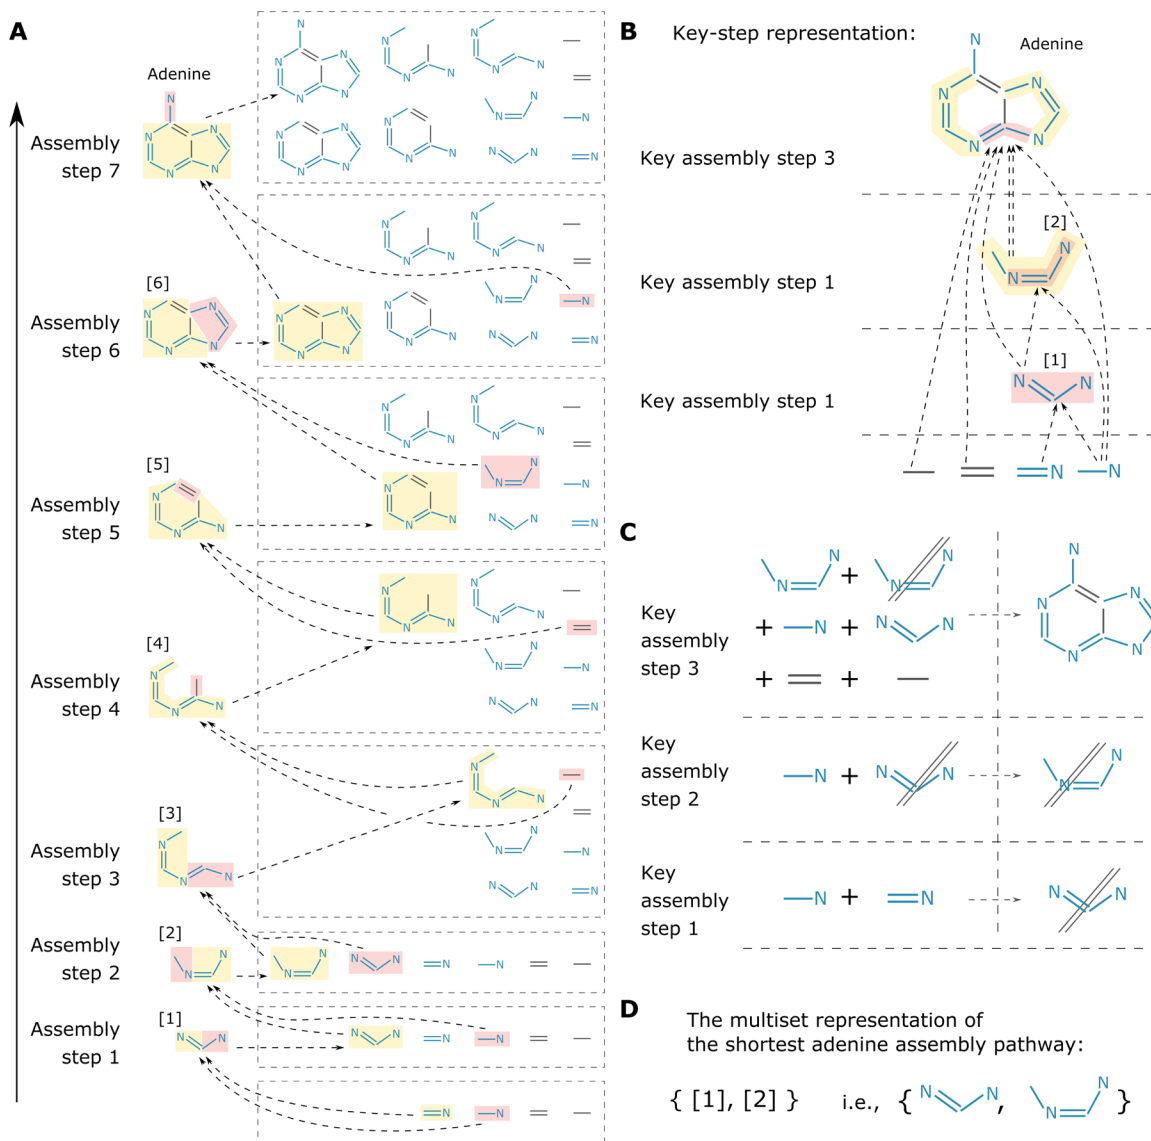 A
Adenine
Assembly
step 7
[6]
Assembly
step 6
[5]
Assembly
step 5
[4]
Assembly
step 4
[3]
Assembly
step 3
[2]
Assembly
step 2
[1]
Assembly
step 1
B
Key-step representation:
Adenine
Key assembly step 3
[2]
Key assembly step 1
[1]
Key assembly step 1
C
Key
assembly
step 3
Key
assembly
step 2
Key
assembly
step 1
D
The multiset representation of
the shortest adenine assembly pathway:
{ [1], [2] } i.e., { , }